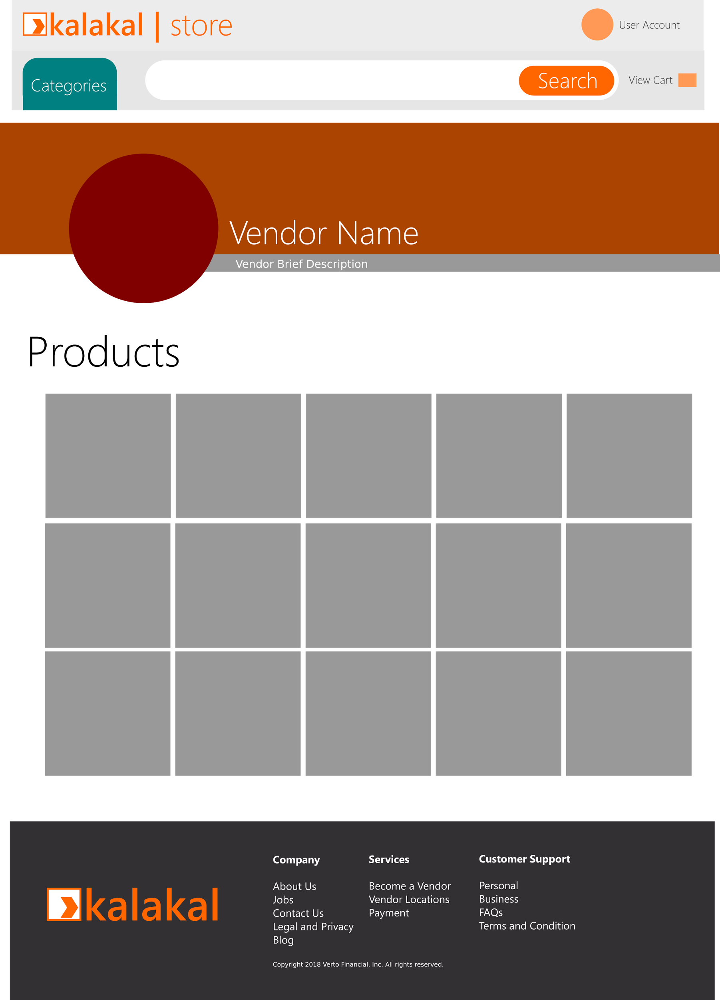 kalakal | store
User Account
Categories
Search
View Cart
Vendor Name
Vendor Brief Description
Products
Company
About Us
Jobs
Contact Us
Legal and Privacy
Blog
Services
Become a Vendor
Vendor Locations
Payment
Customer Support
Personal
Business
FAQs
Terms and Condition
kalakal
Copyright 2018 Verto Financial, Inc. All rights reserved.